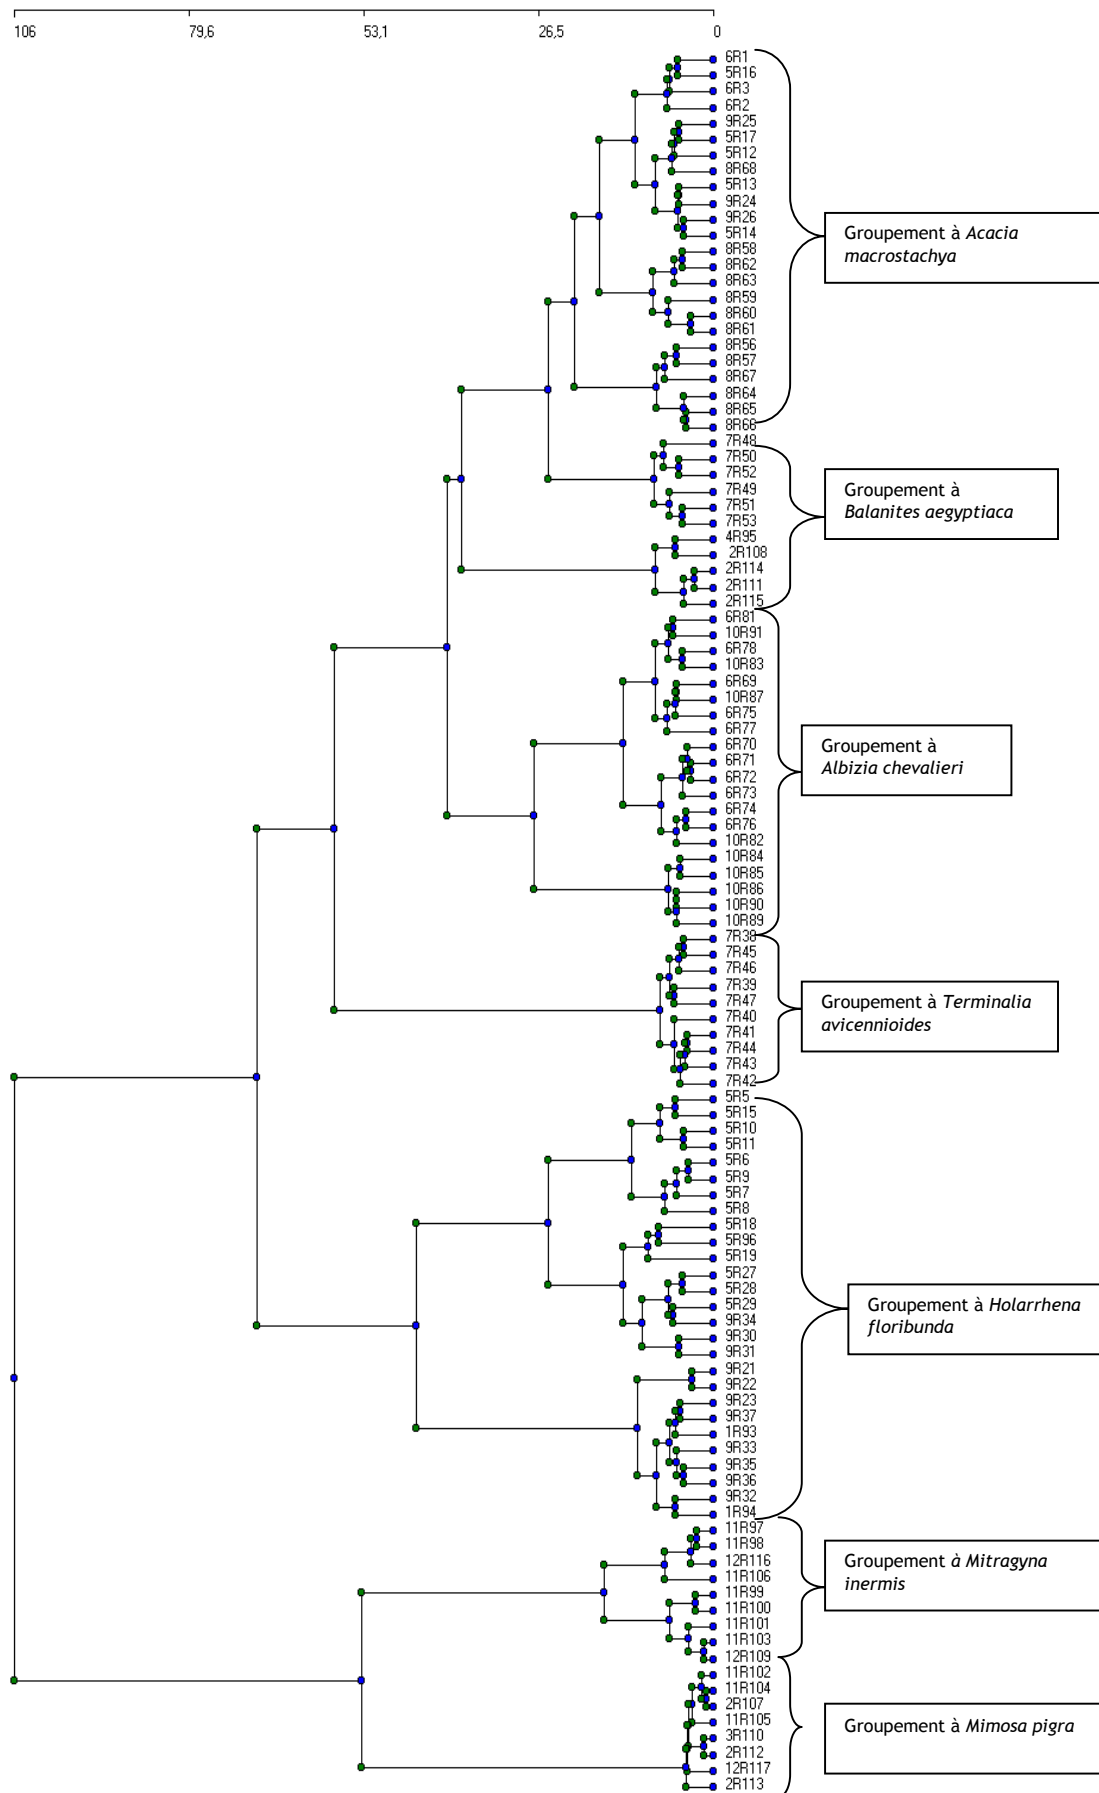 106 79,6 53,1 26,5 0
6R1
5R16
6R3
6R2
9R25
5R17
5R12
8R68
5R13
9R24
9R26
5R14
8R58
8R62
8R63
8R59
8R60
8R61
8R56
8R57
8R67
8R64
8R65
8R66
Groupement à Acacia
macrostachya
7R48
7R50
7R52
7R49
7R51
7R53
4R95
2R108
2R114
2R111
2R115
Groupement à
Balanites aegyptiaca
6R81
10R91
6R78
10R83
6R69
10R87
6R75
6R77
6R70
6R71
6R72
6R73
6R74
6R76
10R82
10R84
10R85
10R86
10R90
10R89
Groupement à
Albizia chevalieri
7R38
7R45
7R46
7R39
7R47
7R40
7R41
7R44
7R43
7R42
Groupement à Terminalia
avicennioides
5R5
5R15
5R10
5R11
5R6
5R9
5R7
5R8
5R18
5R96
5R19
5R27
5R28
5R29
9R34
9R30
9R31
9R21
9R22
9R23
9R37
1R93
9R33
9R35
9R36
9R32
1R94
Groupement à Holarrhena
floribunda
11R97
11R98
12R116
11R106
11R99
11R100
11R101
11R103
12R109
Groupement à Mitragyna
inermis
11R102
11R104
2R107
11R105
3R110
2R112
12R117
2R113
Groupement à Mimosa pigra